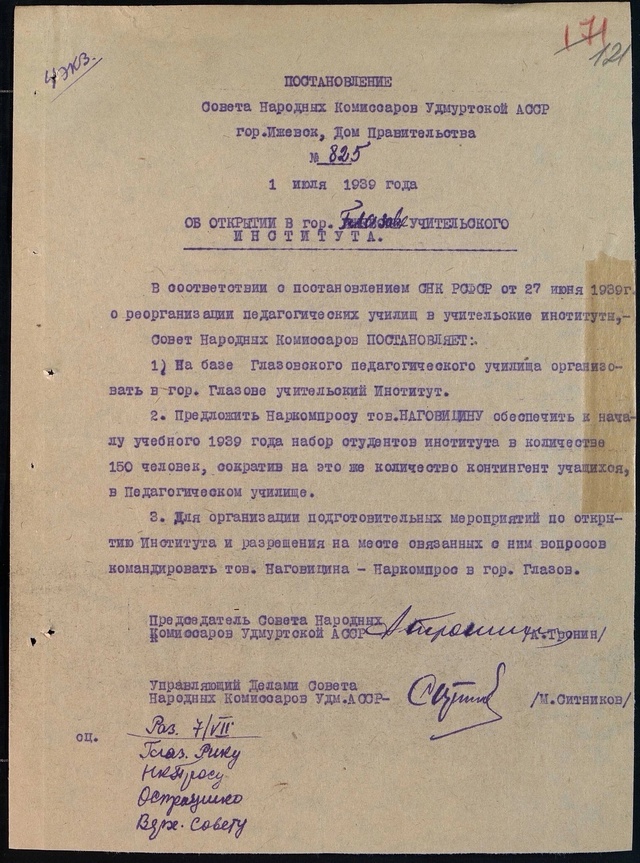 171
121
4 экз.
ПОСТАНОВЛЕНИЕ
Совета Народных Комиссаров Удмуртской АССР
гор.Ижевск, Дом Правительства
№ 825
1 июля 1939 года
ОБ ОТКРЫТИИ В гор. Глазове УЧИТЕЛЬСКОГО
ИНСТИТУТА.
В соответствии с постановлением СНК РСФСР от 27 июня 1939г.
о реорганизации педагогических училищ в учительские институты,-
Совет Народных Комиссаров ПОСТАНОВЛЯЕТ:
1) На базе Глазовского педагогического училища организо-
вать в гор. Глазове учительский Институт.
2. Предложить Наркомпросу тов.НАГОВИЦИНУ обеспечить к нача-
лу учебного 1939 года набор студентов института в количестве
150 человек, сократив на это же количество контингент учащихся,
в Педагогическом училище.
3. Для организации подготовительных мероприятий по откры-
тию Института и разрешения на месте связанных с ним вопросов
командировать тов. Наговицина - Наркомпрос в гор. Глазов.
Председатель Совета Народных
Комиссаров Удмуртской АССР /А.Тронин/
Управляющий Делами Совета
Народных Комиссаров Удм.АССР- /М.Ситников/
оц.
Раз. 7/VII
Глаз. Рику
НКПросу
Верх. Совету